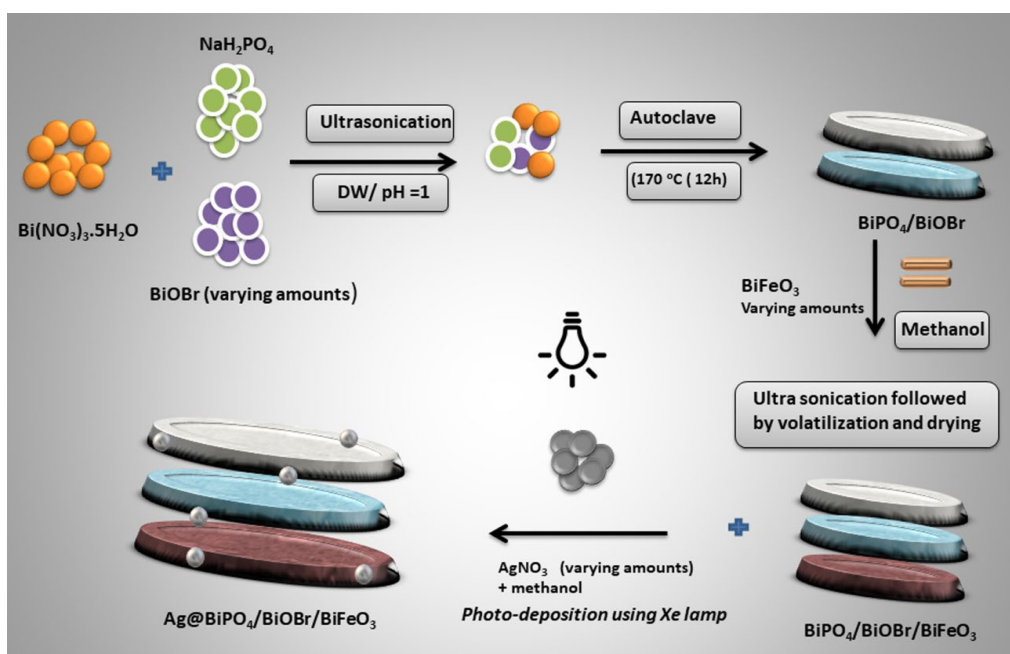 NaH₂PO₄
Bi(NO₃)₃.5H₂O
BiOBr (varying amounts)
Ultrasonication
DW/ pH =1
Autoclave
(170 °C ( 12h)
BiPO₄/BiOBr
BiFeO₃
Varying amounts
Methanol
Ultra sonication followed
by volatilization and drying
BiPO₄/BiOBr/BiFeO₃
AgNO₃ (varying amounts)
+ methanol
Photo-deposition using Xe lamp
Ag@BiPO₄/BiOBr/BiFeO₃